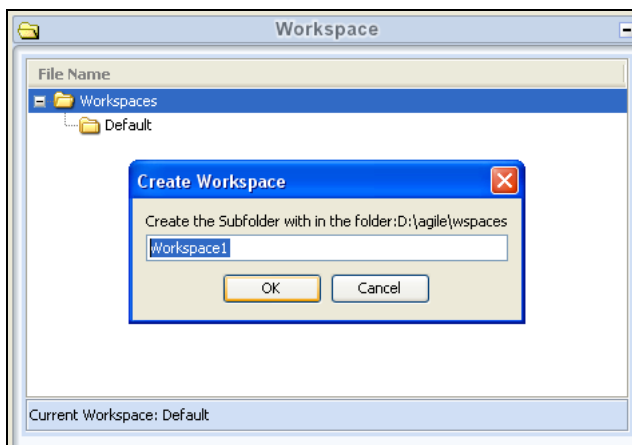 Workspace
File Name
Workspaces
Default
Create Workspace
Create the Subfolder with in the folder:D:\agile\wspaces
Workspace1
OK Cancel
Current Workspace: Default